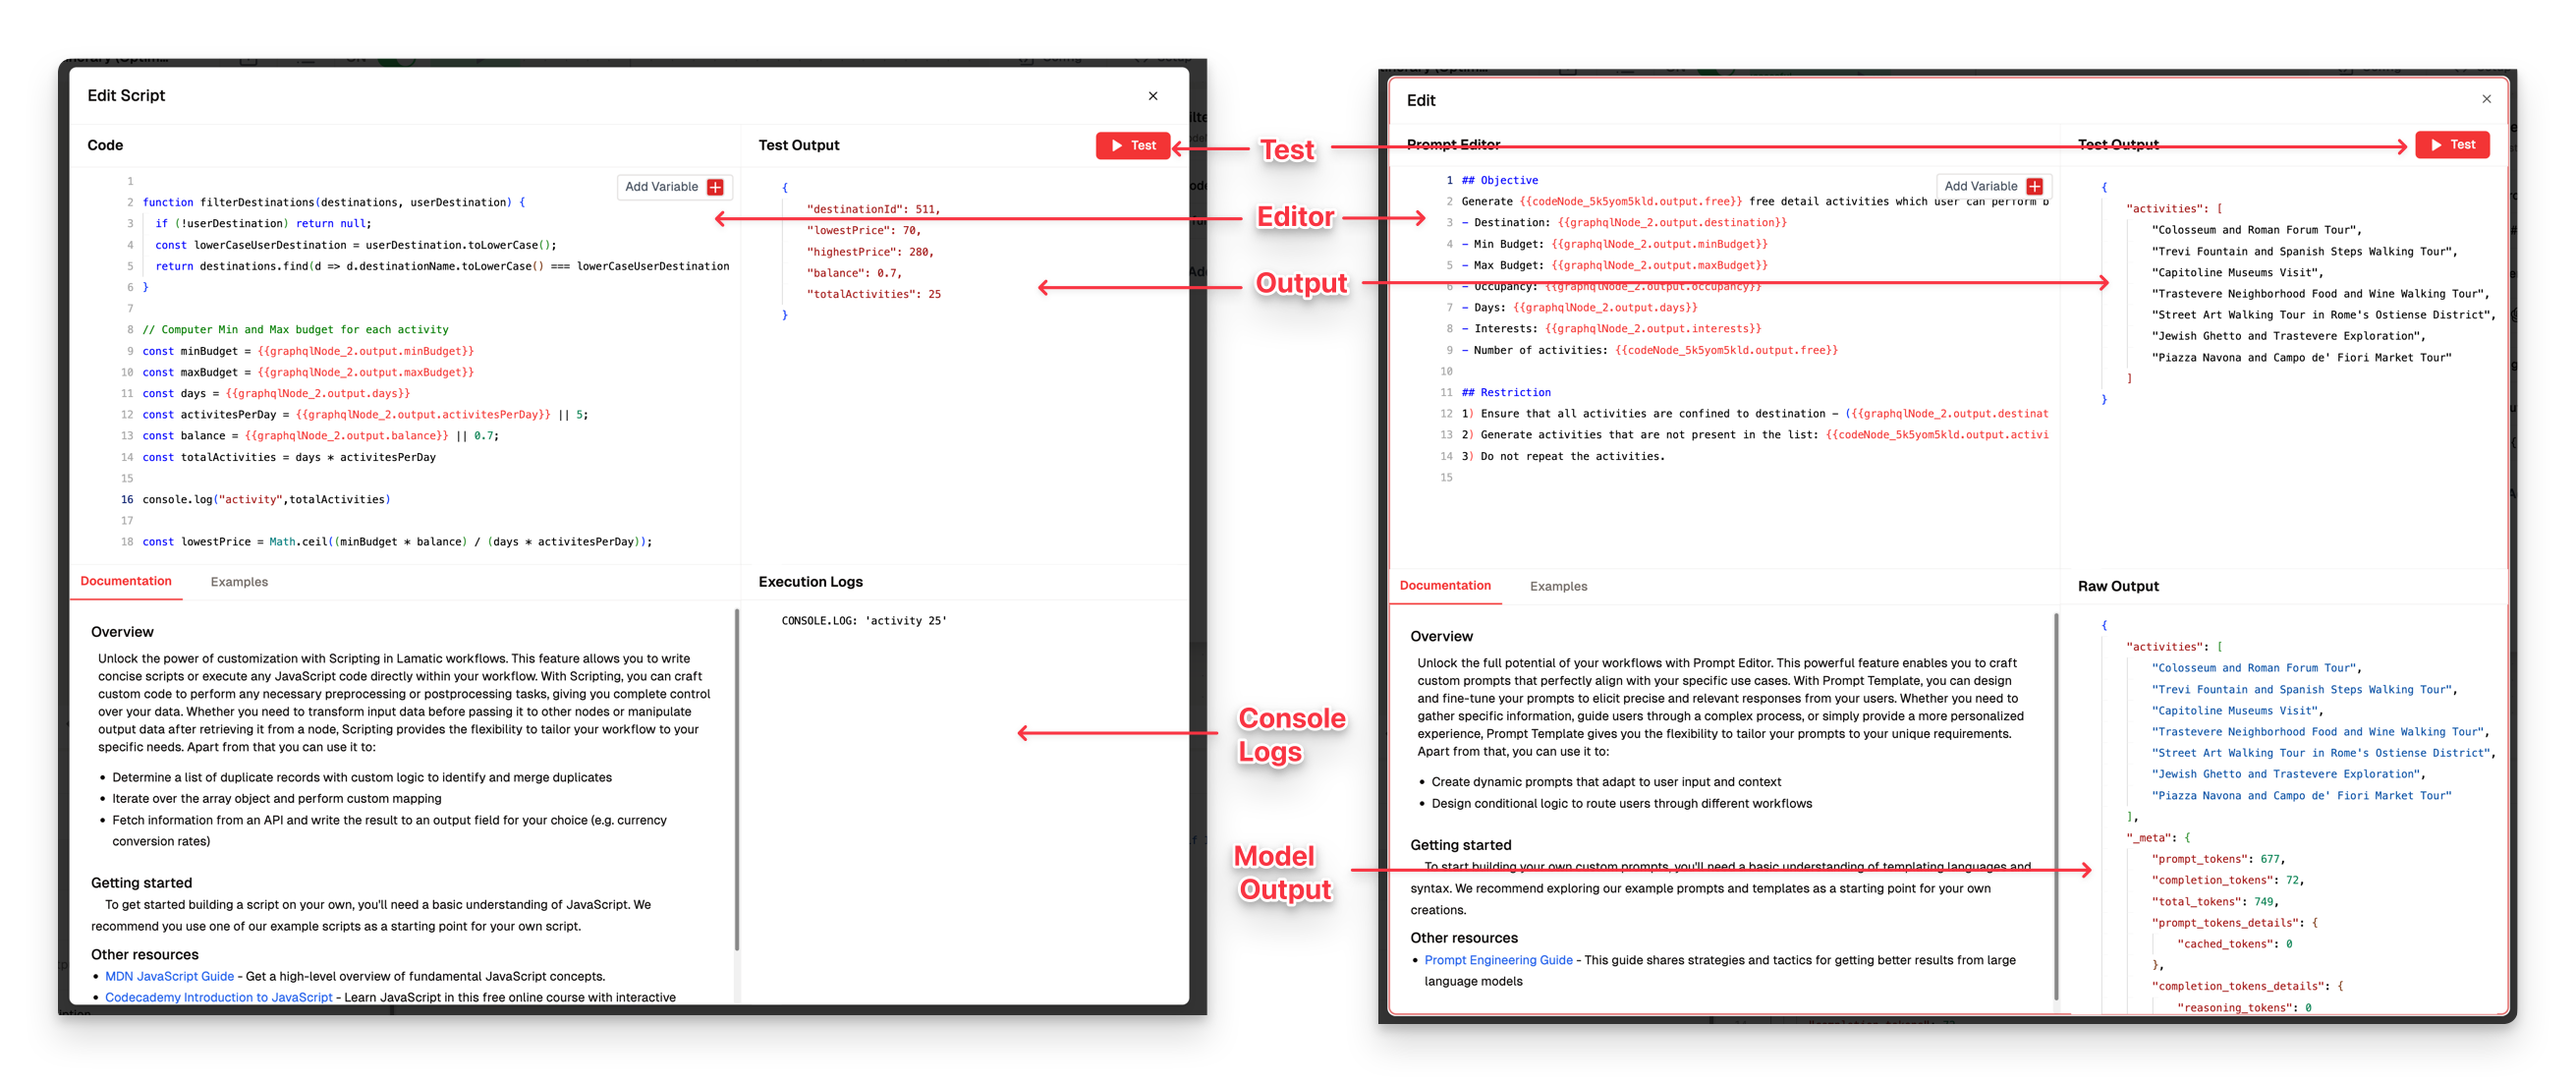 Edit Script
Code
Add Variable
1
2 function filterDestinations(destinations, userDestination) {
3 if (!userDestination) return null;
4 const lowerCaseUserDestination = userDestination.toLowerCase();
5 return destinations.find(d => d.destinationName.toLowerCase() === lowerCaseUserDestination
6 }
7
8 // Computer Min and Max budget for each activity
9 const minBudget = {{graphqlNode_2.output.minBudget}}
10 const maxBudget = {{graphqlNode_2.output.maxBudget}}
11 const days = {{graphqlNode_2.output.days}}
12 const activitesPerDay = {{graphqlNode_2.output.activitesPerDay}} || 5;
13 const balance = {{graphqlNode_2.output.balance}} || 0.7;
14 const totalActivities = days * activitesPerDay
15
16 console.log("activity",totalActivities)
17
18 const lowestPrice = Math.ceil((minBudget * balance) / (days * activitesPerDay));
Test Output
Test
{
"destinationId": 511,
"lowestPrice": 70,
"highestPrice": 280,
"balance": 0.7,
"totalActivities": 25
}
Documentation
Examples
Overview
Unlock the power of customization with Scripting in Lamatic workflows. This feature allows you to write
concise scripts or execute any JavaScript code directly within your workflow. With Scripting, you can craft
custom code to perform any necessary preprocessing or postprocessing tasks, giving you complete control
over your data. Whether you need to transform input data before passing it to other nodes or manipulate
output data after retrieving it from a node, Scripting provides the flexibility to tailor your workflow to your
specific needs. Apart from that you can use it to:
• Determine a list of duplicate records with custom logic to identify and merge duplicates
• Iterate over the array object and perform custom mapping
• Fetch information from an API and write the result to an output field for your choice (e.g. currency
conversion rates)
Getting started
To get started building a script on your own, you'll need a basic understanding of JavaScript. We
recommend you use one of our example scripts as a starting point for your own script.
Other resources
• MDN JavaScript Guide - Get a high-level overview of fundamental JavaScript concepts.
• Codecademy Introduction to JavaScript - Learn JavaScript in this free online course with interactive
Execution Logs
CONSOLE.LOG: 'activity 25'
Test
Editor
Output
Console
Logs
Model
Output
Edit
Prompt Editor
Add Variable
1 ## Objective
2 Generate {{codeNode_5k5yom5kld.output.free}} free detail activities which user can perform b
3 - Destination: {{graphqlNode_2.output.destination}}
4 - Min Budget: {{graphqlNode_2.output.minBudget}}
5 - Max Budget: {{graphqlNode_2.output.maxBudget}}
6 - Occupancy: {{graphqlNode_2.output.occupancy}}
7 - Days: {{graphqlNode_2.output.days}}
8 - Interests: {{graphqlNode_2.output.interests}}
9 - Number of activities: {{codeNode_5k5yom5kld.output.free}}
10
11 ## Restriction
12 1) Ensure that all activities are confined to destination - ({{graphqlNode_2.output.destinat
13 2) Generate activities that are not present in the list: {{codeNode_5k5yom5kld.output.activi
14 3) Do not repeat the activities.
15
Test Output
Test
{
"activities": [
"Colosseum and Roman Forum Tour",
"Trevi Fountain and Spanish Steps Walking Tour",
"Capitoline Museums Visit",
"Trastevere Neighborhood Food and Wine Walking Tour",
"Street Art Walking Tour in Rome's Ostiense District",
"Jewish Ghetto and Trastevere Exploration",
"Piazza Navona and Campo de' Fiori Market Tour"
]
}
Documentation
Examples
Overview
Unlock the full potential of your workflows with Prompt Editor. This powerful feature enables you to craft
custom prompts that perfectly align with your specific use cases. With Prompt Template, you can design
and fine-tune your prompts to elicit precise and relevant responses from your users. Whether you need to
gather specific information, guide users through a complex process, or simply provide a more personalized
experience, Prompt Template gives you the flexibility to tailor your prompts to your unique requirements.
Apart from that, you can use it to:
• Create dynamic prompts that adapt to user input and context
• Design conditional logic to route users through different workflows
Getting started
To start building your own custom prompts, you'll need a basic understanding of templating languages and
syntax. We recommend exploring our example prompts and templates as a starting point for your own
creations.
Other resources
• Prompt Engineering Guide - This guide shares strategies and tactics for getting better results from large
language models
Raw Output
{
"activities": [
"Colosseum and Roman Forum Tour",
"Trevi Fountain and Spanish Steps Walking Tour",
"Capitoline Museums Visit",
"Trastevere Neighborhood Food and Wine Walking Tour",
"Street Art Walking Tour in Rome's Ostiense District",
"Jewish Ghetto and Trastevere Exploration",
"Piazza Navona and Campo de' Fiori Market Tour"
],
"_meta": {
"prompt_tokens": 677,
"completion_tokens": 72,
"total_tokens": 749,
"prompt_tokens_details": {
"cached_tokens": 0
},
"completion_tokens_details": {
"reasoning_tokens": 0